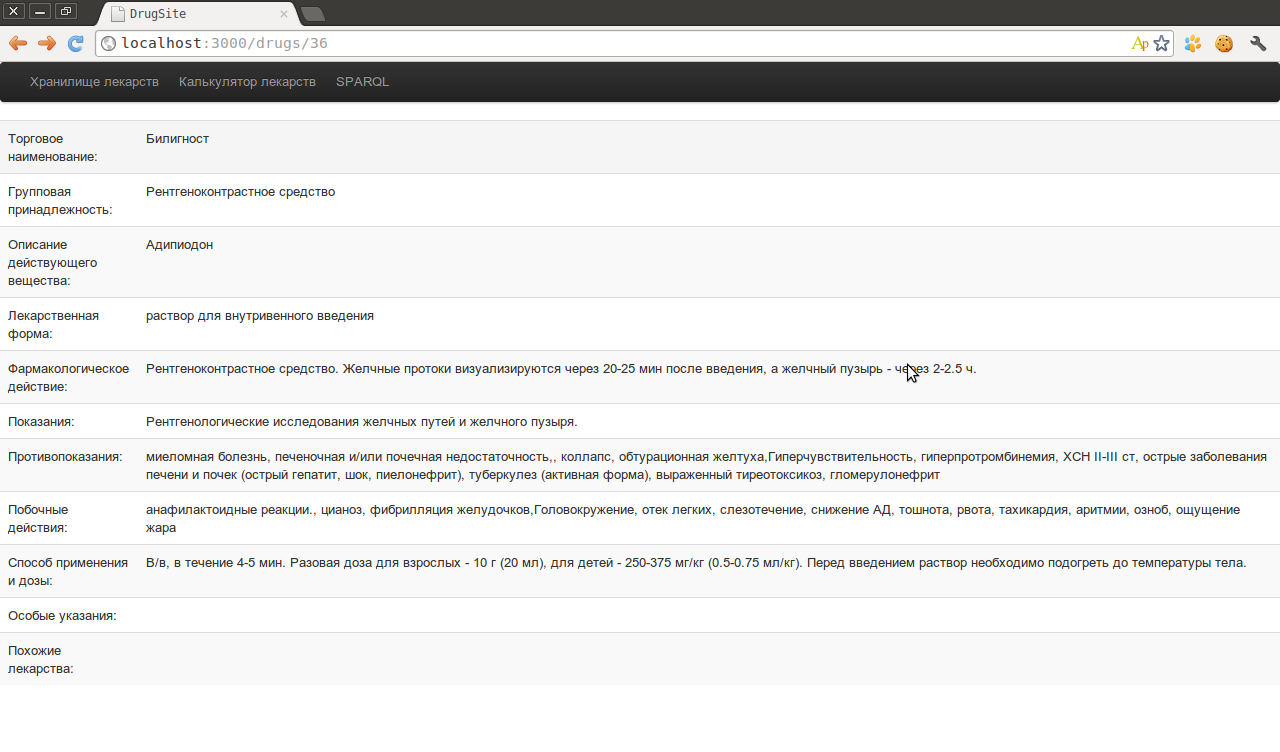 DrugSite
localhost:3000/drugs/36
Хранилище лекарств Калькулятор лекарств SPARQL
Торговое наименование: Билигност
Групповая принадлежность: Рентгеноконтрастное средство
Описание действующего вещества: Адипиодон
Лекарственная форма: раствор для внутривенного введения
Фармакологическое действие: Рентгеноконтрастное средство. Желчные протоки визуализируются через 20-25 мин после введения, а желчный пузырь - через 2-2.5 ч.
Показания: Рентгенологические исследования желчных путей и желчного пузыря.
Противопоказания: миеломная болезнь, печеночная и/или почечная недостаточность,, коллапс, обтурационная желтуха,Гиперчувствительность, гиперпротромбинемия, ХСН II-III ст, острые заболевания
печени и почек (острый гепатит, шок, пиелонефрит), туберкулез (активная форма), выраженный тиреотоксикоз, гломерулонефрит
Побочные действия: анафилактоидные реакции., цианоз, фибрилляция желудочков,Головокружение, отек легких, слезотечение, снижение АД, тошнота, рвота, тахикардия, аритмии, озноб, ощущение
жара
Способ применения и дозы: В/в, в течение 4-5 мин. Разовая доза для взрослых - 10 г (20 мл), для детей - 250-375 мг/кг (0.5-0.75 мл/кг). Перед введением раствор необходимо подогреть до температуры тела.
Особые указания:
Похожие лекарства: